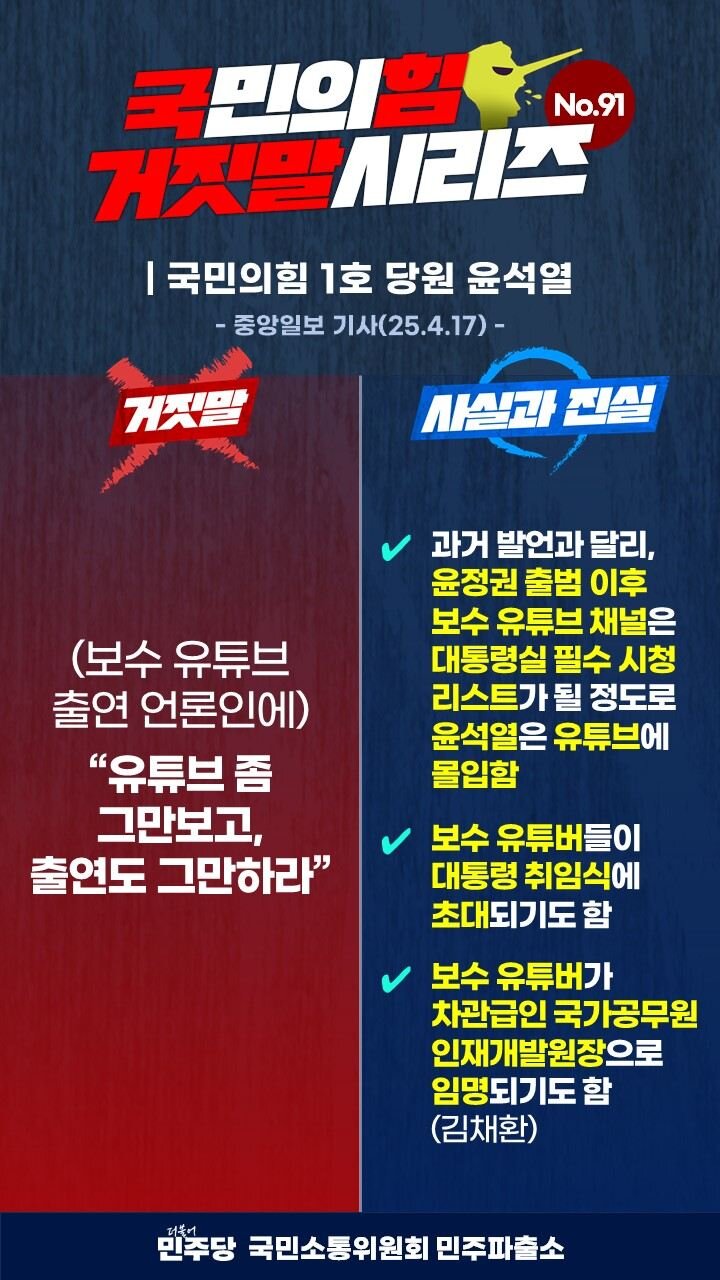 국민의힘
No.91
거짓말시리즈
| 국민의힘 1호 당원 윤석열
- 중앙일보 기사(25.4.17) -
거짓말
(보수 유튜브
출연 언론인에)
“유튜브 좀
그만보고,
출연도 그만하라”
사실과 진실
✔ 과거 발언과 달리,
윤정권 출범 이후
보수 유튜브 채널은
대통령실 필수 시청
리스트가 될 정도로
윤석열은 유튜브에
몰입함
✔ 보수 유튜버들이
대통령 취임식에
초대되기도 함
✔ 보수 유튜버가
차관급인 국가공무원
인재개발원장으로
임명되기도 함
(김채환)
더불어
민주당 국민소통위원회 민주파출소